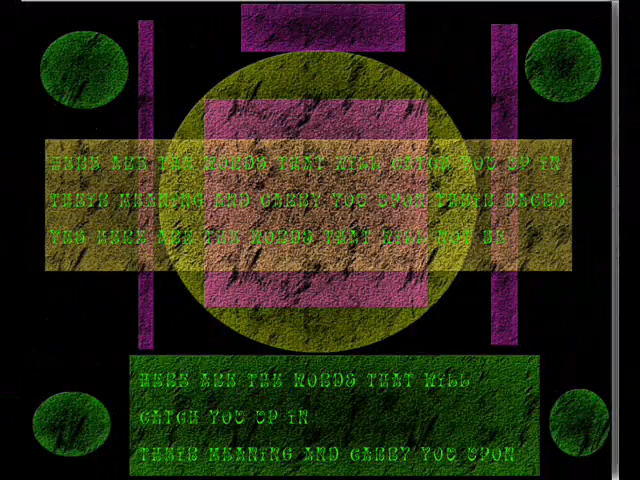 HERE ARE THE WORDS THAT WILL CATCH YOU UP IN
THEIR MEANING AND CARRY YOU UPON THEIR BACKS
YES HERE ARE THE WORDS THAT WILL NOT BE
HERE ARE THE WORDS THAT WILL
CATCH YOU UP IN
THEIR MEANING AND CARRY YOU UPON